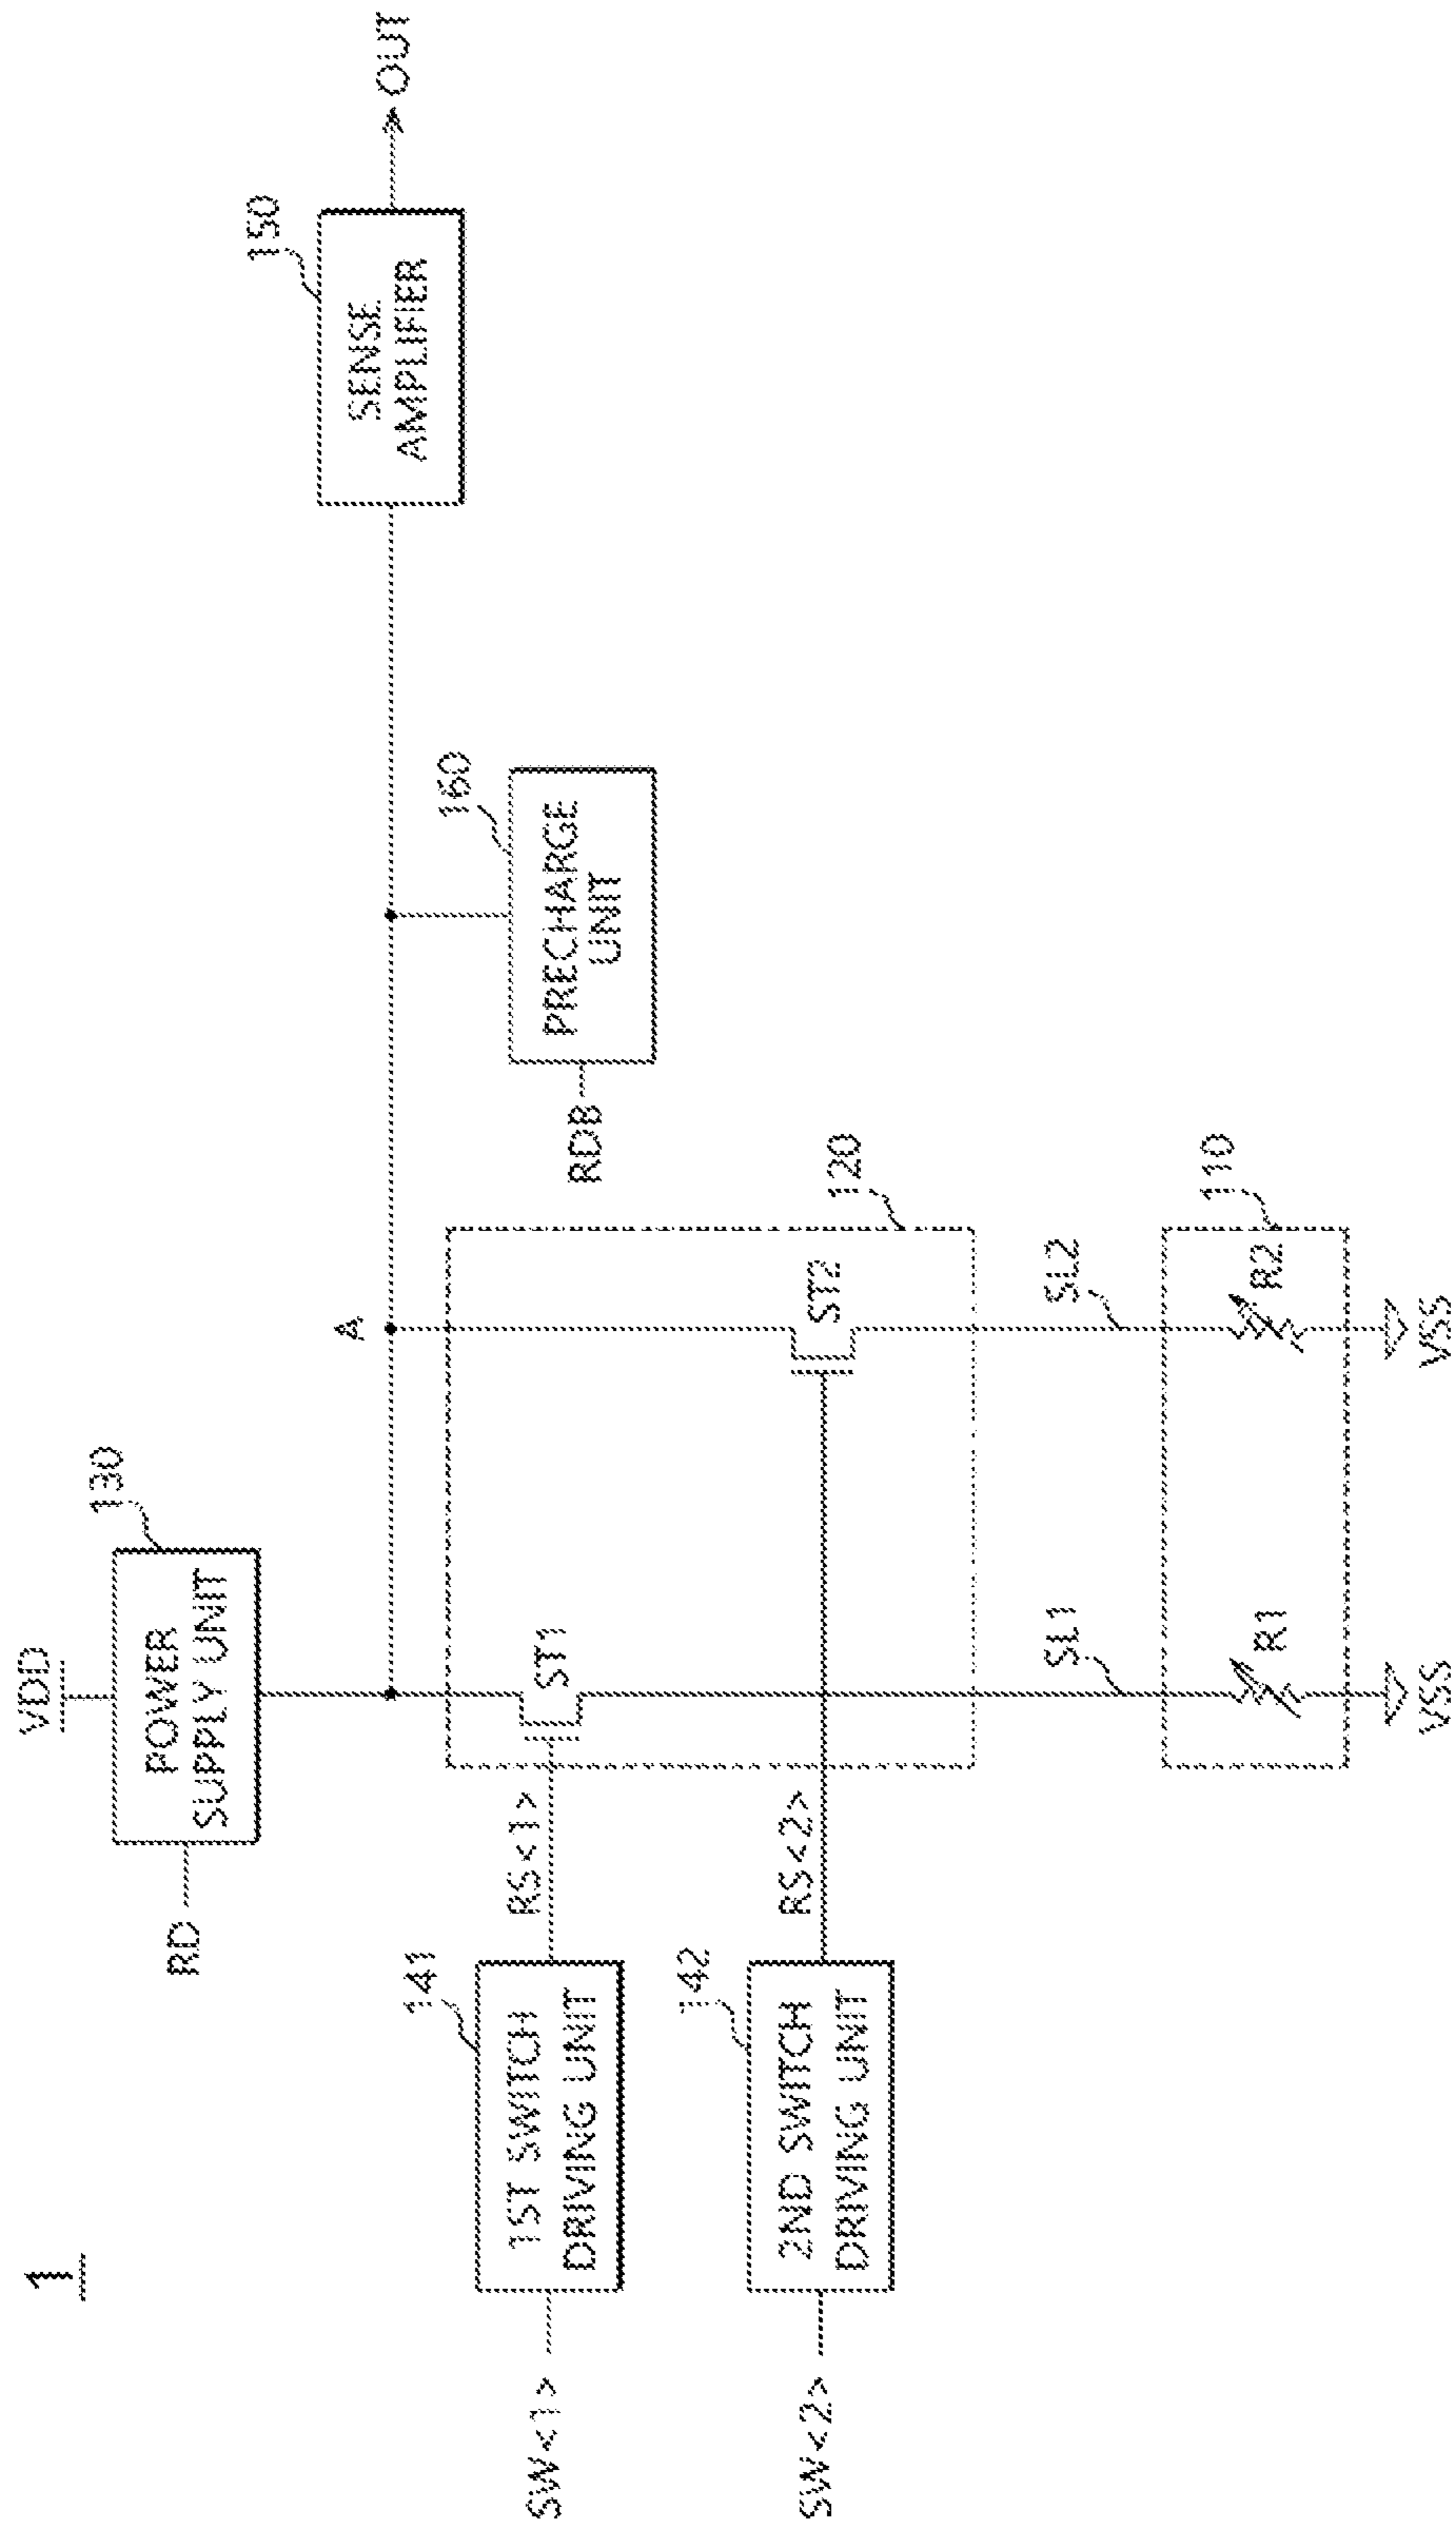 1
VDD
130
RD
POWER
SUPPLY UNIT
A
150
SENSE
AMPLIFIER
OUT
141
1ST SWITCH
DRIVING UNIT
SW<1>
RS<1>
ST1
160
PRECHARGE
UNIT
RDB
142
2ND SWITCH
DRIVING UNIT
SW<2>
RS<2>
ST2
120
SL1
SL2
110
R1
R2
VSS
VSS